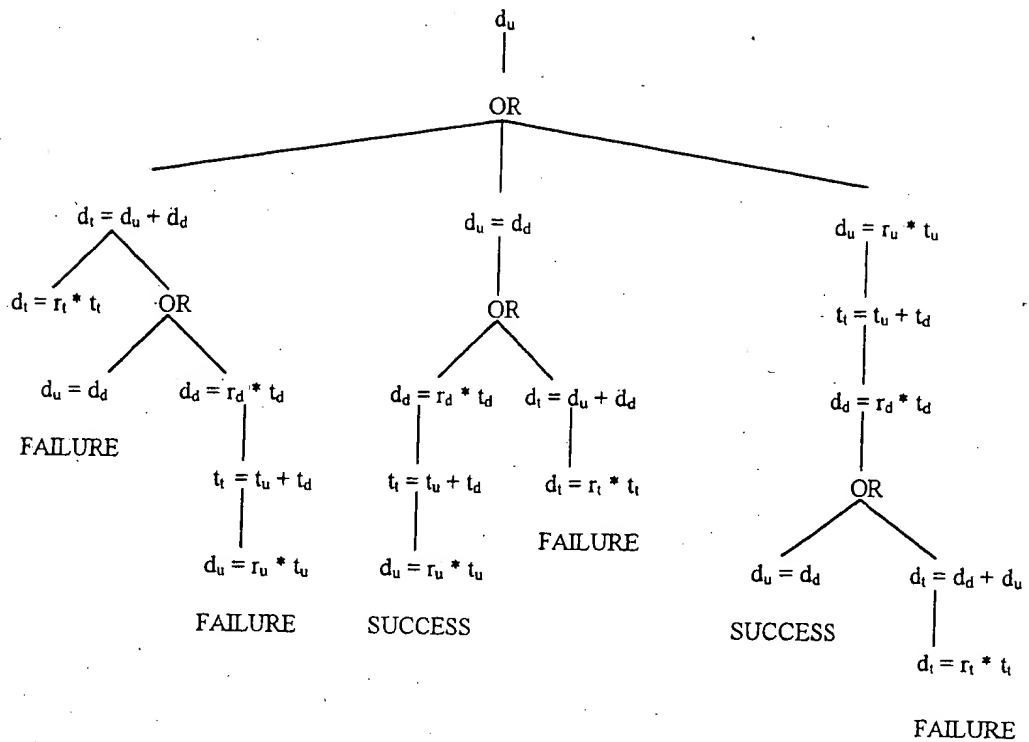 d_u
OR
d_t = d_u + d_d
d_u = d_d
d_u = r_u * t_u
d_t = r_t * t_t
OR
OR
t_t = t_u + t_d
d_u = d_d
d_d = r_d * t_d
d_d = r_d * t_d
d_t = d_u + d_d
d_d = r_d * t_d
FAILURE
t_t = t_u + t_d
t_t = t_u + t_d
d_t = r_t * t_t
OR
FAILURE
d_u = r_u * t_u
d_u = r_u * t_u
d_u = d_d
d_t = d_d + d_u
FAILURE
SUCCESS
SUCCESS
d_t = r_t * t_t
FAILURE